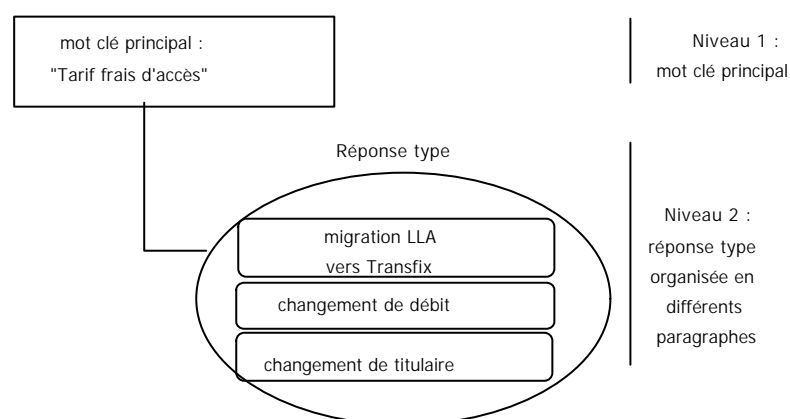 mot clé principal :
"Tarif frais d'accès"
Niveau 1 :
mot clé principal
Réponse type
migration LLA
vers Transfix
changement de débit
changement de titulaire
Niveau 2 :
réponse type
organisée en
différents
paragraphes